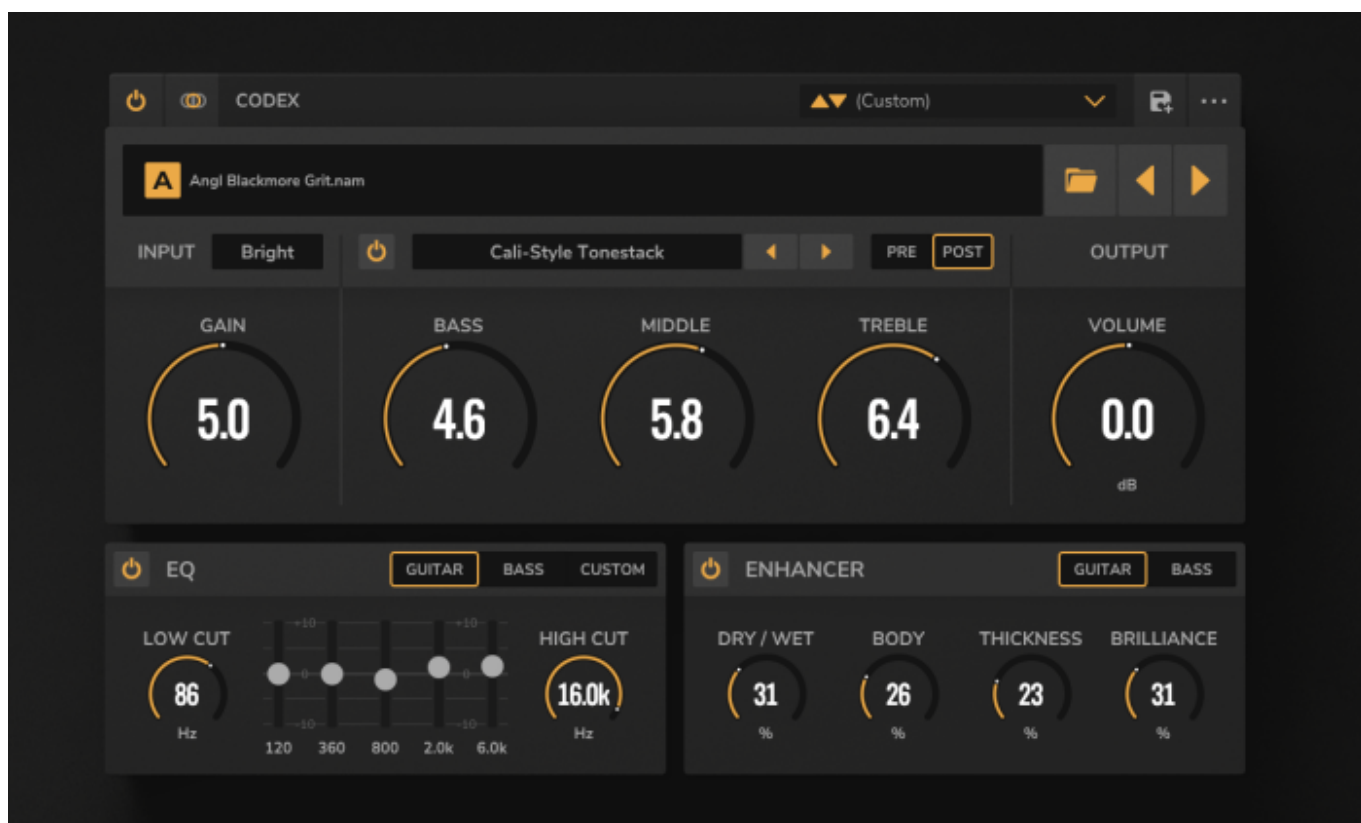 CODEX (Custom)
A Angl Blackmore Grit.nam
INPUT Bright Cali-Style Tonestack PRE POST OUTPUT
GAIN BASS MIDDLE TREBLE VOLUME
5.0 4.6 5.8 6.4 0.0
dB
EQ GUITAR BASS CUSTOM
LOW CUT +10 +10 HIGH CUT
86 0 0 16.0k
Hz -10 -10 Hz
120 360 800 2.0k 6.0k
ENHANCER GUITAR BASS
DRY / WET BODY THICKNESS BRILLIANCE
31 26 23 31
% % % %